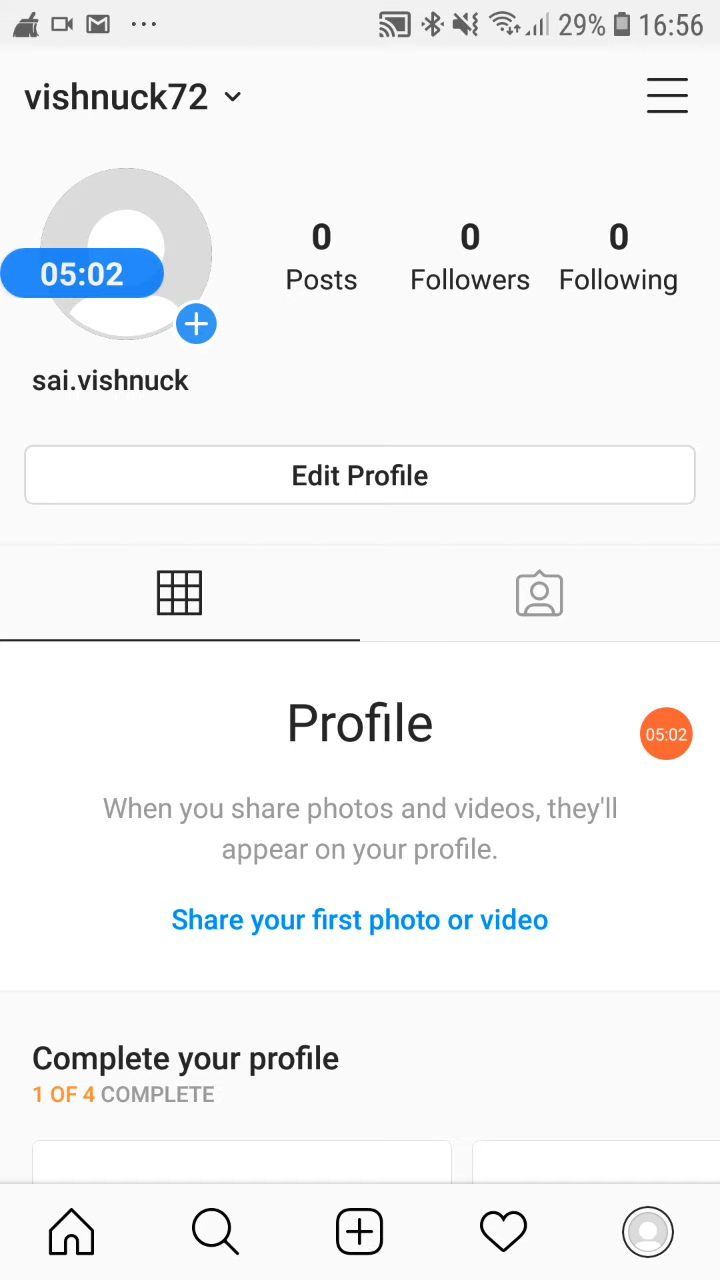 29% 16:56
vishnuck72
0 0 0
Posts Followers Following
05:02
sai.vishnuck
Edit Profile
Profile
05:02
When you share photos and videos, they'll
appear on your profile.
Share your first photo or video
Complete your profile
1 OF 4 COMPLETE